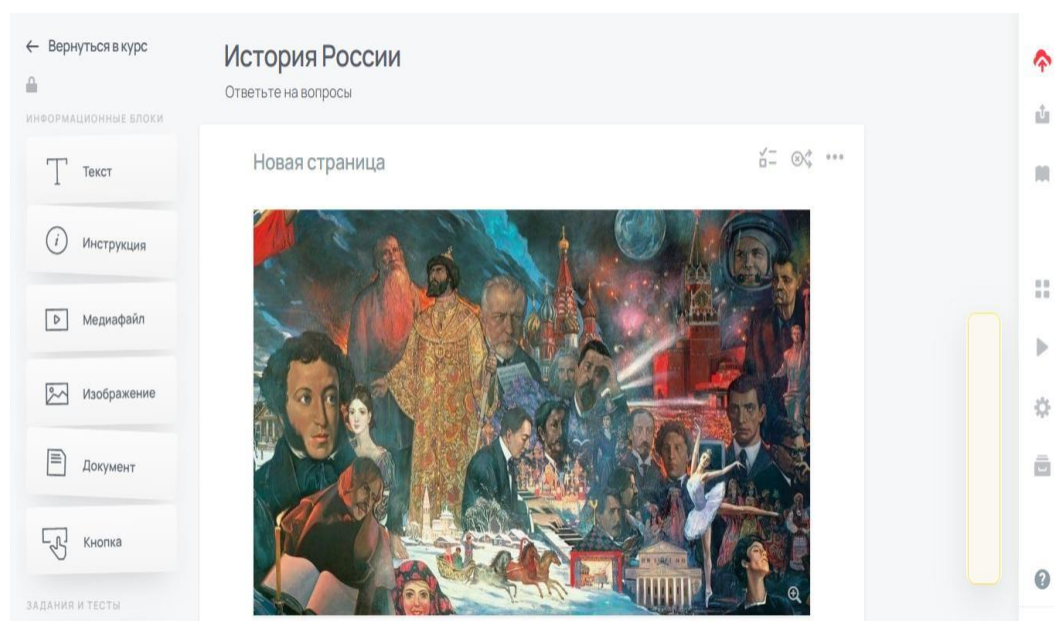 Вернуться в курс
ИНФОРМАЦИОННЫЕ БЛОКИ
Текст
Инструкция
Медиафайл
Изображение
Документ
Кнопка
ЗАДАНИЯ И ТЕСТЫ
История России
Ответьте на вопросы
Новая страница